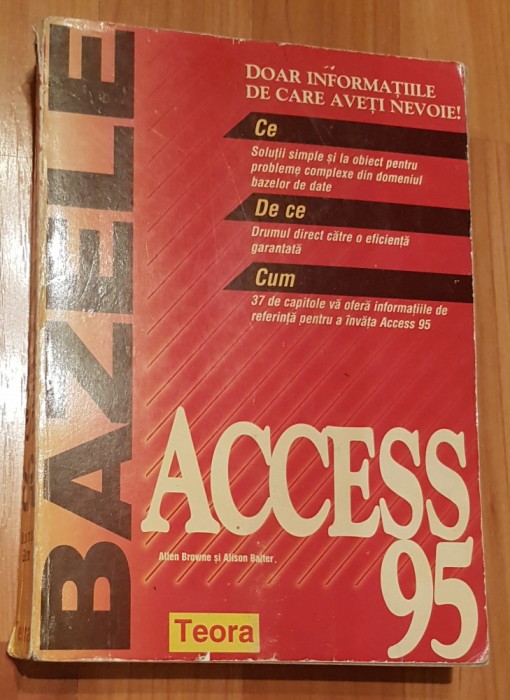 BAZELE
DOAR INFORMAȚIILE
DE CARE AVEȚI NEVOIE!
Ce
Soluții simple și la obiect pentru
probleme complexe din domeniul
bazelor de date
De ce
Drumul direct către o eficiență
garantată
Cum
37 de capitole vă oferă informațiile de
referință pentru a învăța Access 95
ACCESS
95
Allen Browne și Alison Balter
Teora